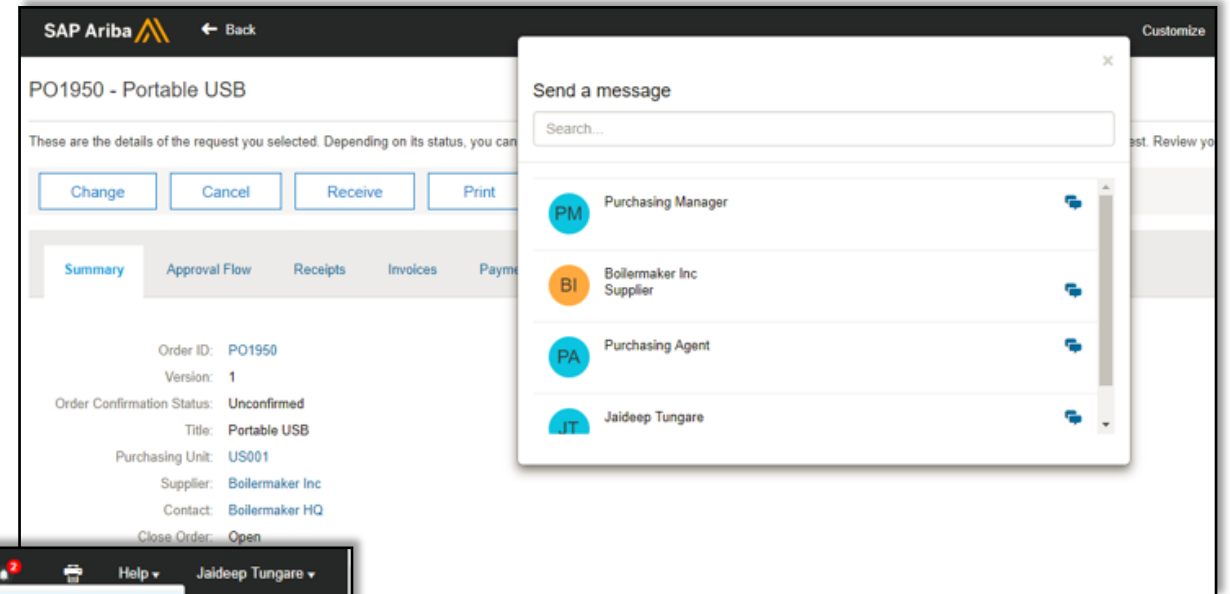 SAP Ariba ← Back Customize
PO1950 - Portable USB
These are the details of the request you selected. Depending on its status, you can
est. Review yo
Change Cancel Receive Print
Summary Approval Flow Receipts Invoices Payme
Order ID: PO1950
Version: 1
Order Confirmation Status: Unconfirmed
Title: Portable USB
Purchasing Unit: US001
Supplier: Boilermaker Inc
Contact: Boilermaker HQ
Close Order: Open
×
Send a message
Search...
PM Purchasing Manager
BI Boilermaker Inc
Supplier
PA Purchasing Agent
JT Jaideep Tungare
2 Help Jaideep Tungare